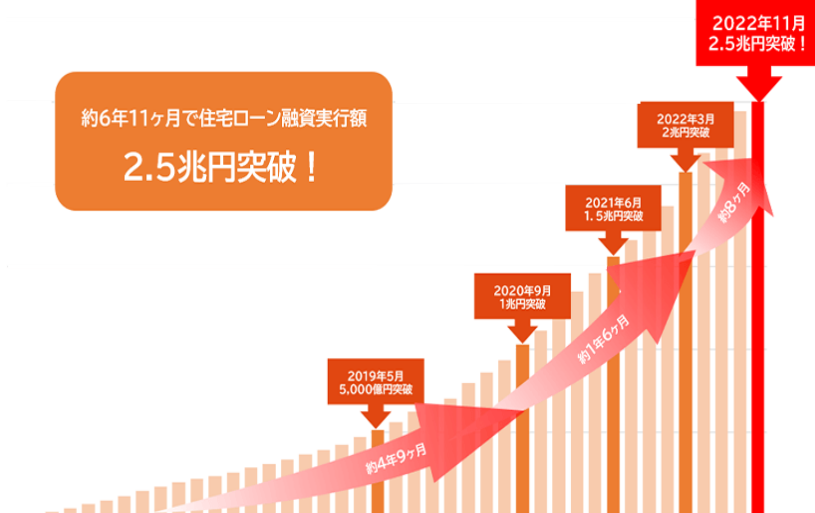 2022年11月
2.5兆円突破！
約6年11ヶ月で住宅ローン融資実行額
2.5兆円突破！
2022年3月
2兆円突破
2021年6月
1.5兆円突破
2020年9月
1兆円突破
2019年5月
5,000億円突破
約8ヶ月
約1年6ヶ月
約4年9ヶ月